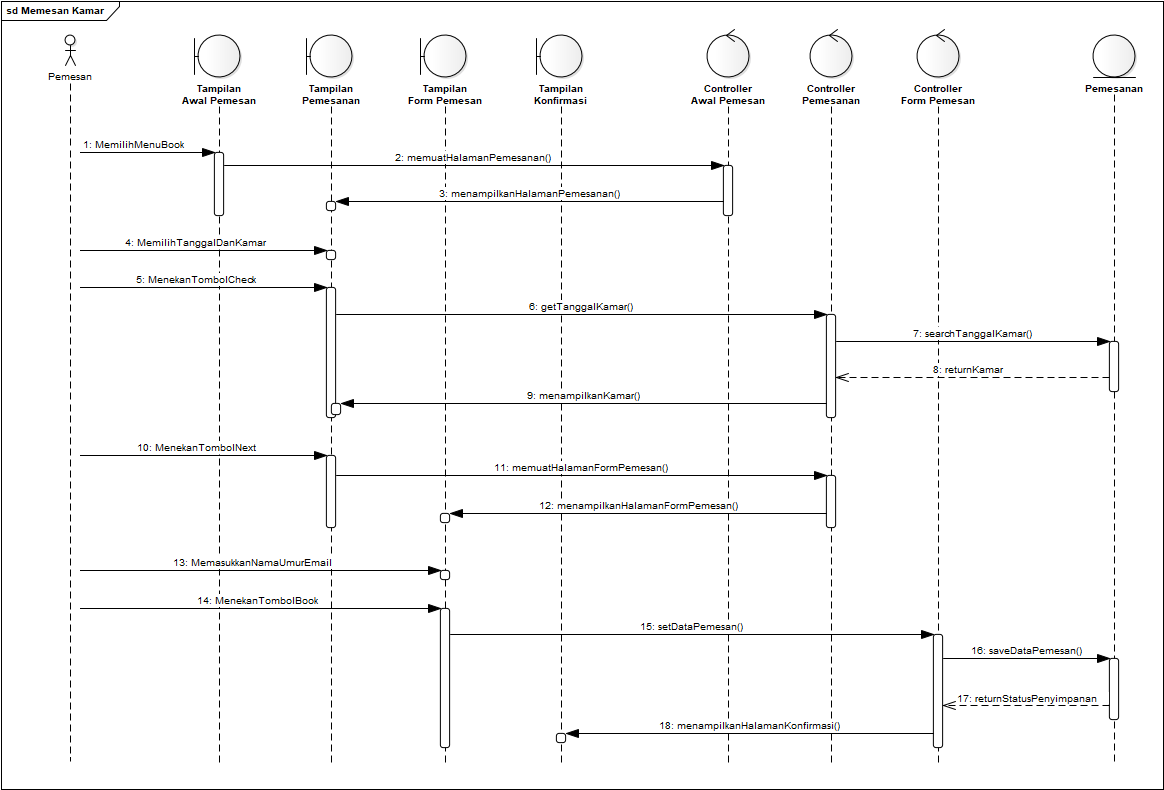 sd Memesan Kamar
Pemesan
Tampilan
Awal Pemesan
Tampilan
Pemesanan
Tampilan
Form Pemesan
Tampilan
Konfirmasi
Controller
Awal Pemesan
Controller
Pemesanan
Controller
Form Pemesan
Pemesanan
1: MemilihMenuBook
2: memuatHalamanPemesanan()
3: menampilkanHalamanPemesanan()
4: MemilihTanggalDanKamar
5: MenekanTombolCheck
6: getTanggalKamar()
7: searchTanggalKamar()
8: returnKamar
9: menampilkanKamar()
10: MenekanTombolNext
11: memuatHalamanFormPemesan()
12: menampilkanHalamanFormPemesan()
13: MemasukkanNamaUmurEmail
14: MenekanTombolBook
15: setDataPemesan()
16: saveDataPemesan()
17: returnStatusPenyimpanan
18: menampilkanHalamanKonfirmasi()